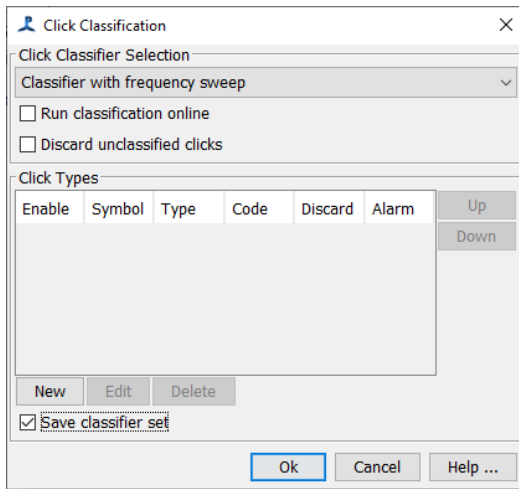 Click Classification
Click Classifier Selection
Classifier with frequency sweep
Run classification online
Discard unclassified clicks
Click Types
Enable Symbol Type Code Discard Alarm
Up
Down
New Edit Delete
Save classifier set
Ok Cancel Help ...